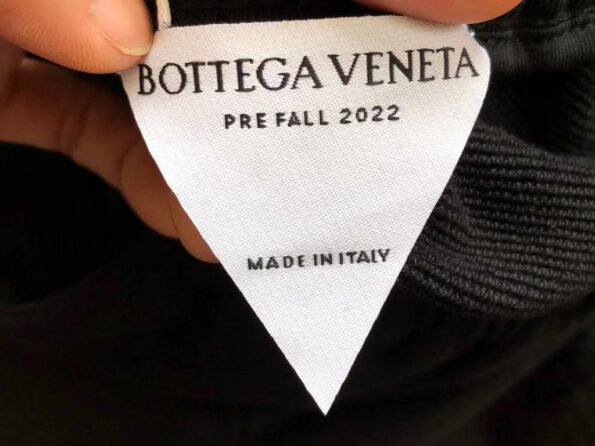 BOTTEGA VENETA
PRE FALL 2022
MADE IN ITALY